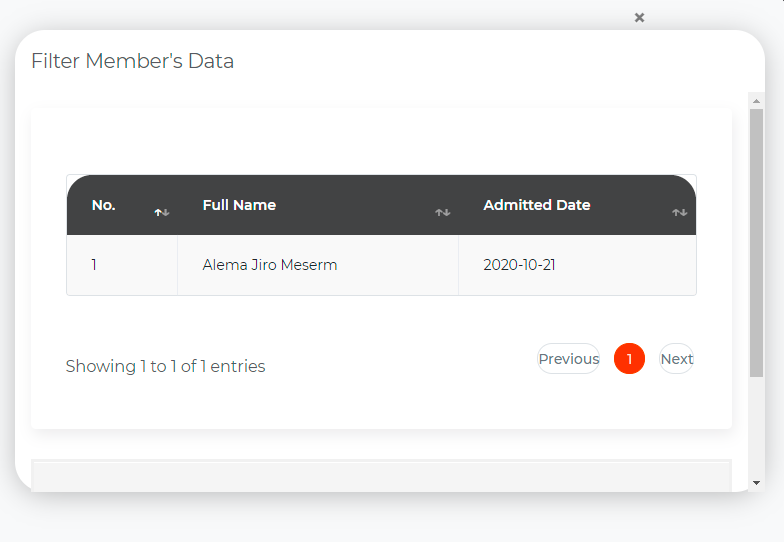 ×
Filter Member's Data
No. Full Name Admitted Date
1 Alema Jiro Meserm 2020-10-21
Showing 1 to 1 of 1 entries Previous 1 Next